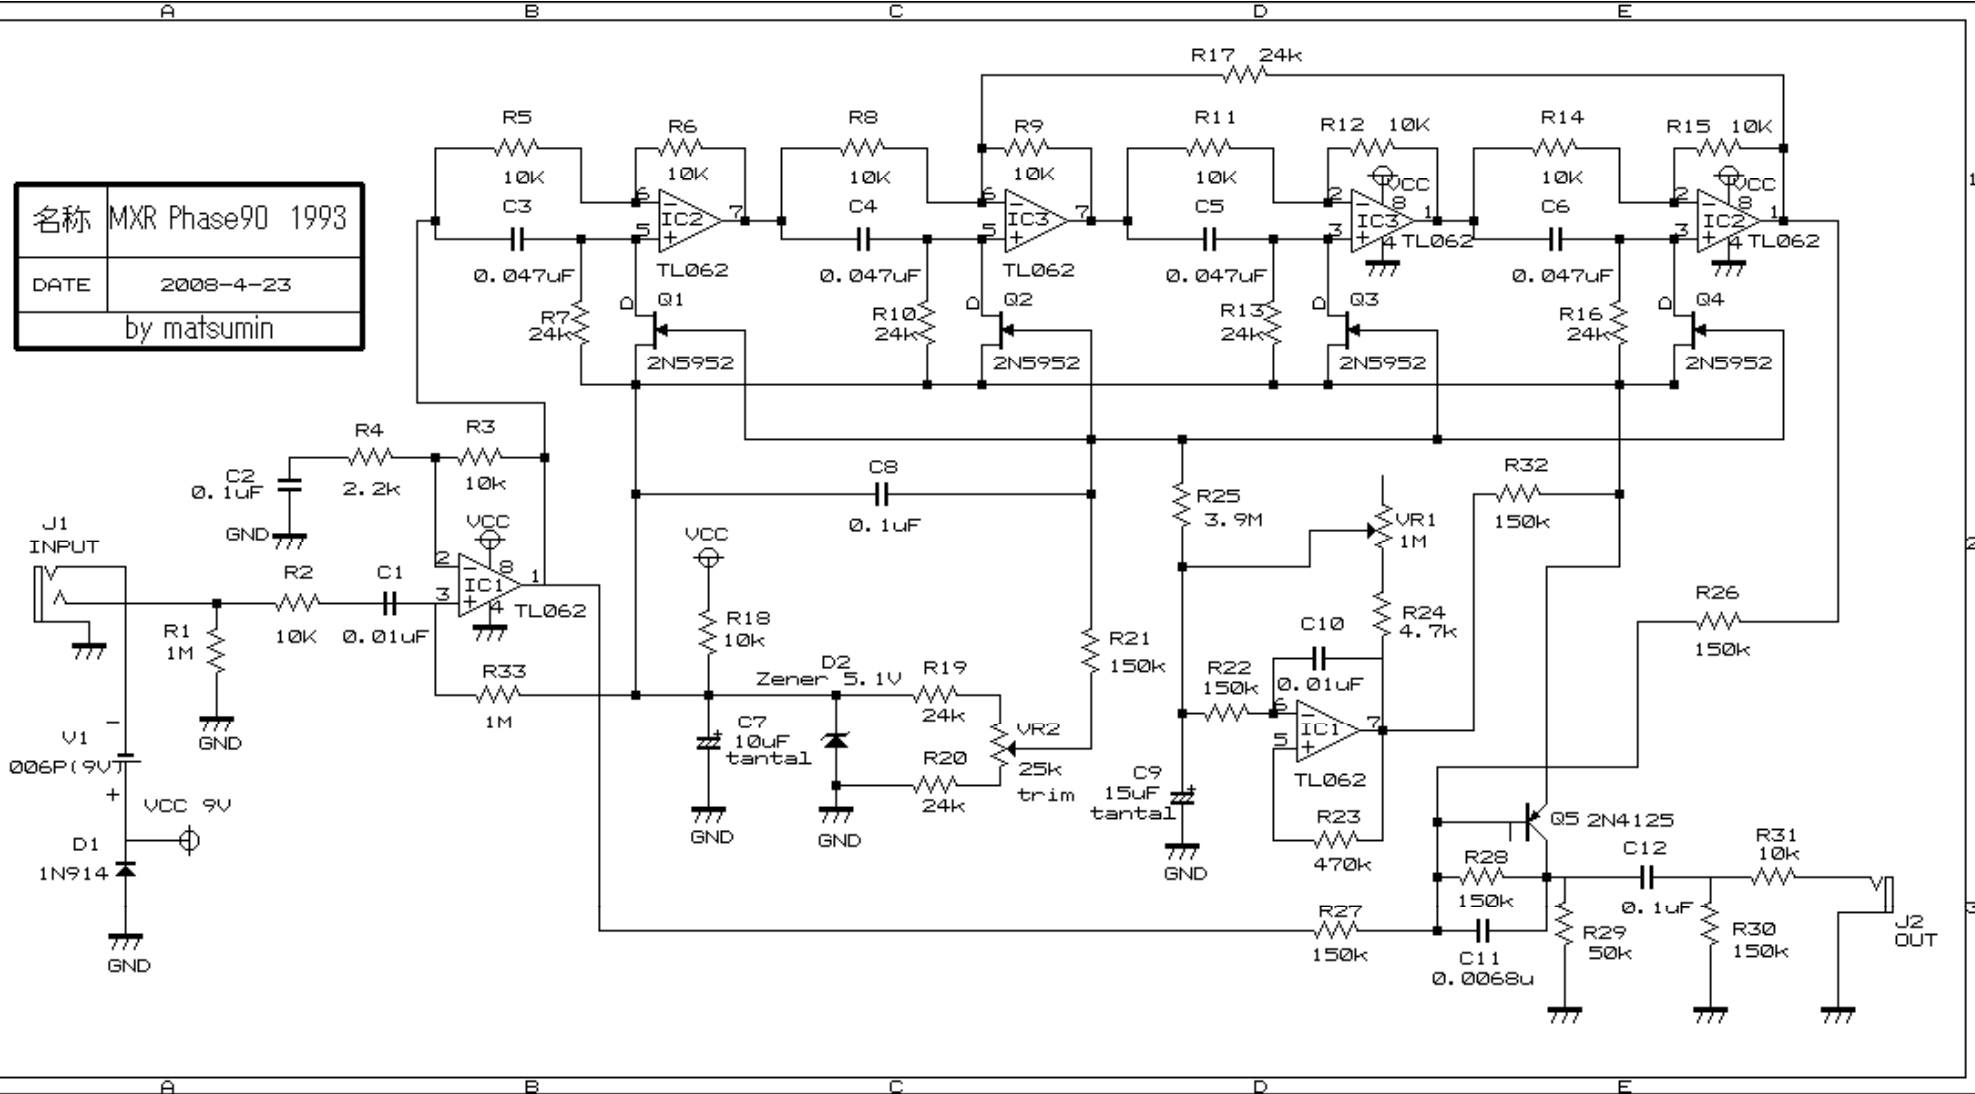 A B C D E
R17 24k
R5 R6 R8 R9 R11 R12 10K R14 R15 10K
10K 10K 10K 10K 10K VCC 10K VCC
1
名称 MXR Phase90 1993
DATE 2008-4-23
by matsumin
C3 6 IC2 7 C4 6 IC3 7 C5 2 IC3 8 1 C6 2 IC2 8 1
5 5 3 4 TL062 3 4 TL062
0.047uF TL062 0.047uF TL062 0.047uF 0.047uF
R7 D Q1 R10 D Q2 R13 D Q3 R16 D Q4
24k 24k 24k 24k
2N5952 2N5952 2N5952 2N5952
R4 R3
C2
0.1uF 2.2k 10k
GND
C8
0.1uF
R25
3.9M
VR1
1M
R32
150k
2
J1
INPUT
R2 C1
10K 0.01uF
VCC
2 8 1
3 IC1 4 TL062
R1
1M
GND
R33
1M
VCC
R18
10k
D2
Zener 5.1V
R19
24k
VR2
25k
trim
R20
24k
C7
+
10uF
tantal
GND
GND
R21
150k
R22
150k
C10
0.01uF
R24
4.7k
6 IC1 7
5
TL062
R26
150k
C9
+
15uF
tantal
GND
R23
470k
-
V1
006P(9V)
+
VCC 9V
D1
1N914
GND
Q5 2N4125
R28
150k
C12
0.1uF
R31
10k
R27
150k
C11
0.0068u
R29
50k
R30
150k
J2
OUT
3
A B C D E